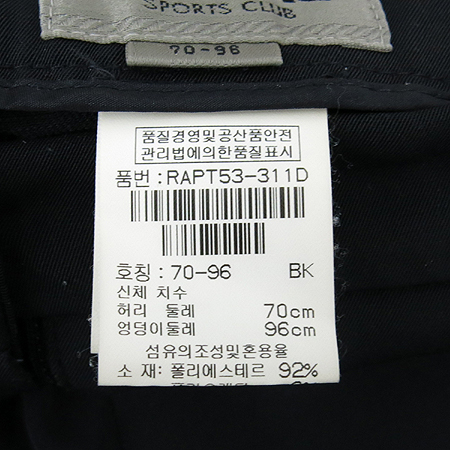 SPORTS CLUB
70-96
품질경영및공산품안전
관리법에의한품질표시
품번:RAPT53-311D
호칭:70-96 BK
신체 치수
허리 둘레 70cm
엉덩이둘레 96cm
섬유의조성및혼용율
소 재:폴리에스테르 92%